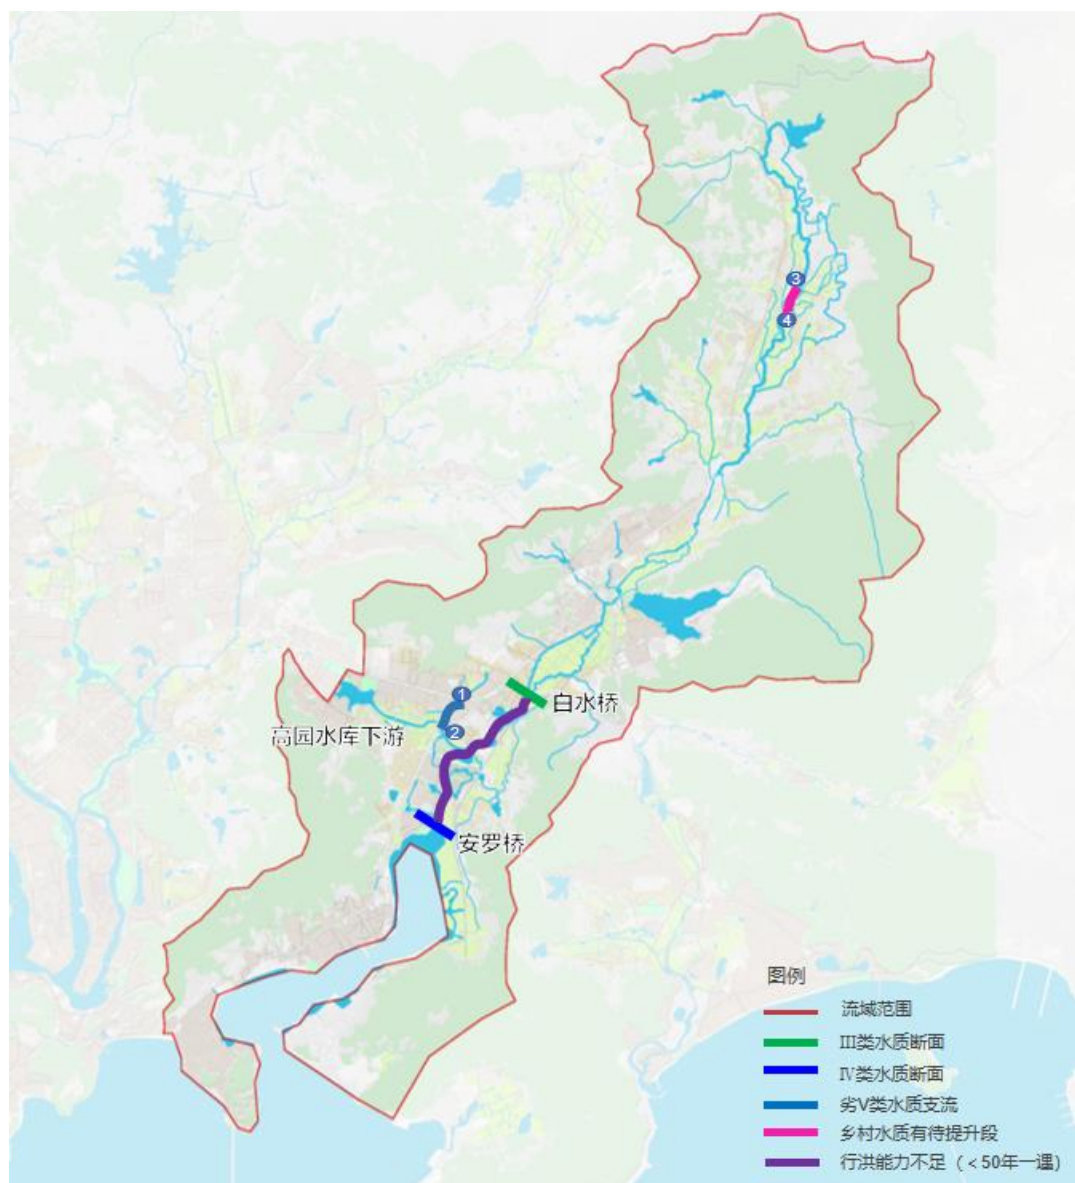 3
4
1
白水桥
高园水库下游
2
安罗桥
图例
流域范围
III类水质断面
IV类水质断面
劣V类水质支流
乡村水质有待提升段
行洪能力不足（<50年一遇)